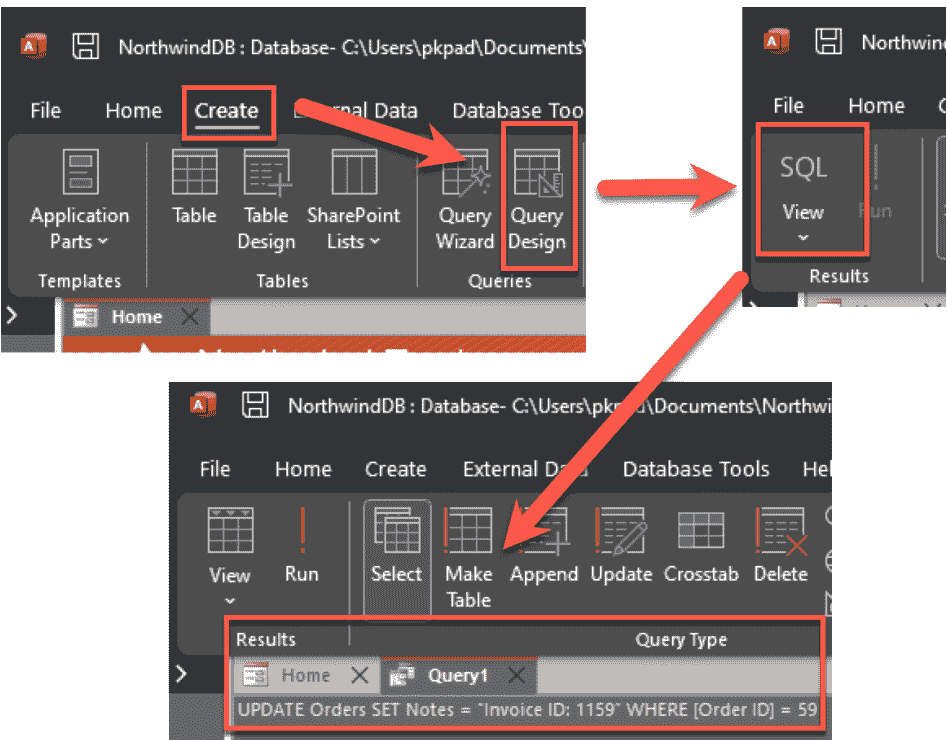 NorthwindDB : Database- C:\Users\pkpad\Documents\
File Home Create External Data Database Too
Application Parts
Table
Table Design
SharePoint Lists
Query Wizard
Query Design
Templates
Tables
Queries
Home
Northwin
File Home
SQL
View
Run
Results
NorthwindDB : Database- C:\Users\pkpad\Documents\Northwi
File Home Create External Data Database Tools Hel
View
Run
Select
Make Table
Append
Update
Crosstab
Delete
Results
Query Type
Home
Query1
UPDATE Orders SET Notes = "Invoice ID: 1159" WHERE [Order ID] = 59